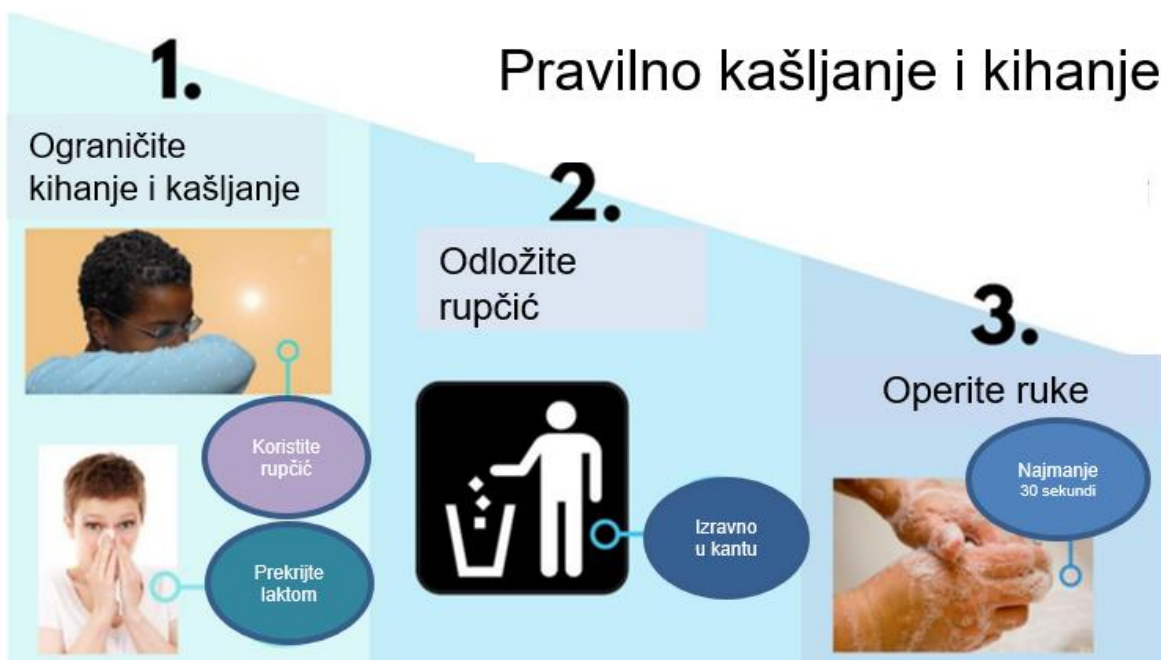 Pravilno kašljanje i kihanje
1.
Ograničite
kihanje i kašljanje
Koristite
rupčić
Prekrijte
laktom
2.
Odložite
rupčić
Izravno
u kantu
3.
Operite ruke
Najmanje
30 sekundi